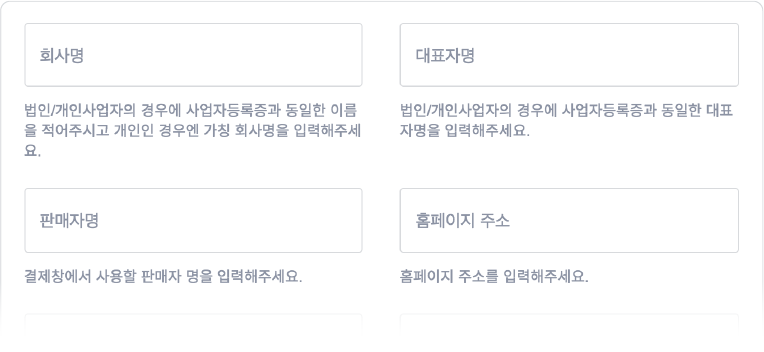 회사명
대표자명
법인/개인사업자의 경우에 사업자등록증과 동일한 이름
을 적어주시고 개인인 경우엔 가칭 회사명을 입력해주세
요.
법인/개인사업자의 경우에 사업자등록증과 동일한 대표
자명을 입력해주세요.
판매자명
홈페이지 주소
결제창에서 사용할 판매자 명을 입력해주세요.
홈페이지 주소를 입력해주세요.